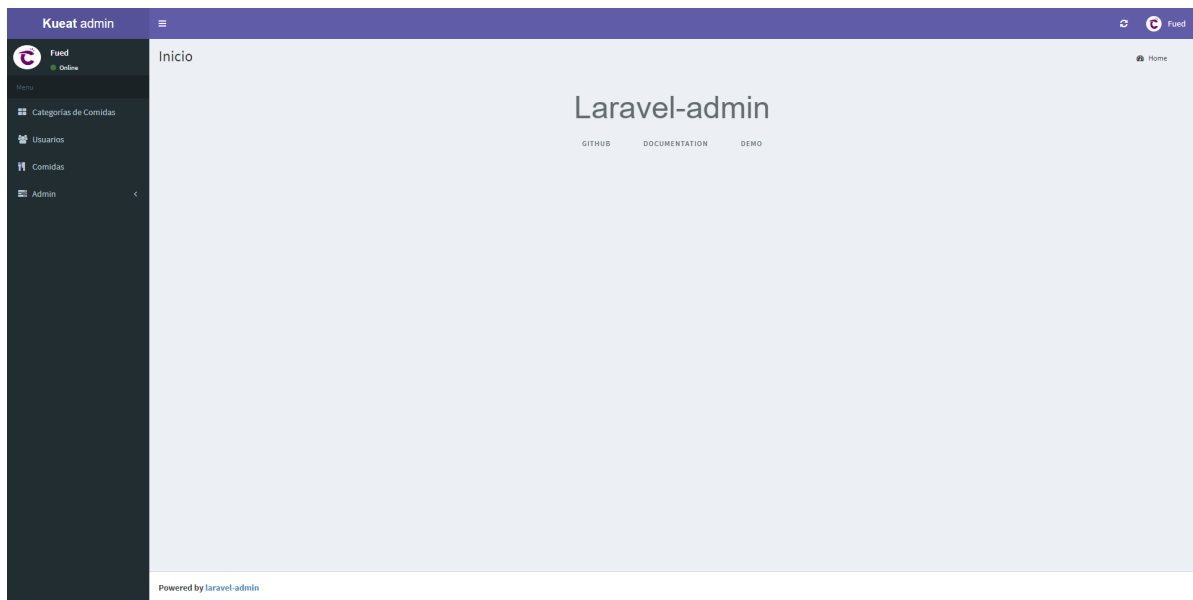 Kueat admin
Fued
Fued
Online
Inicio
Home
Menu
Categorías de Comidas
Usuarios
Comidas
Admin
Laravel-admin
GITHUB DOCUMENTATION DEMO
Powered by laravel-admin